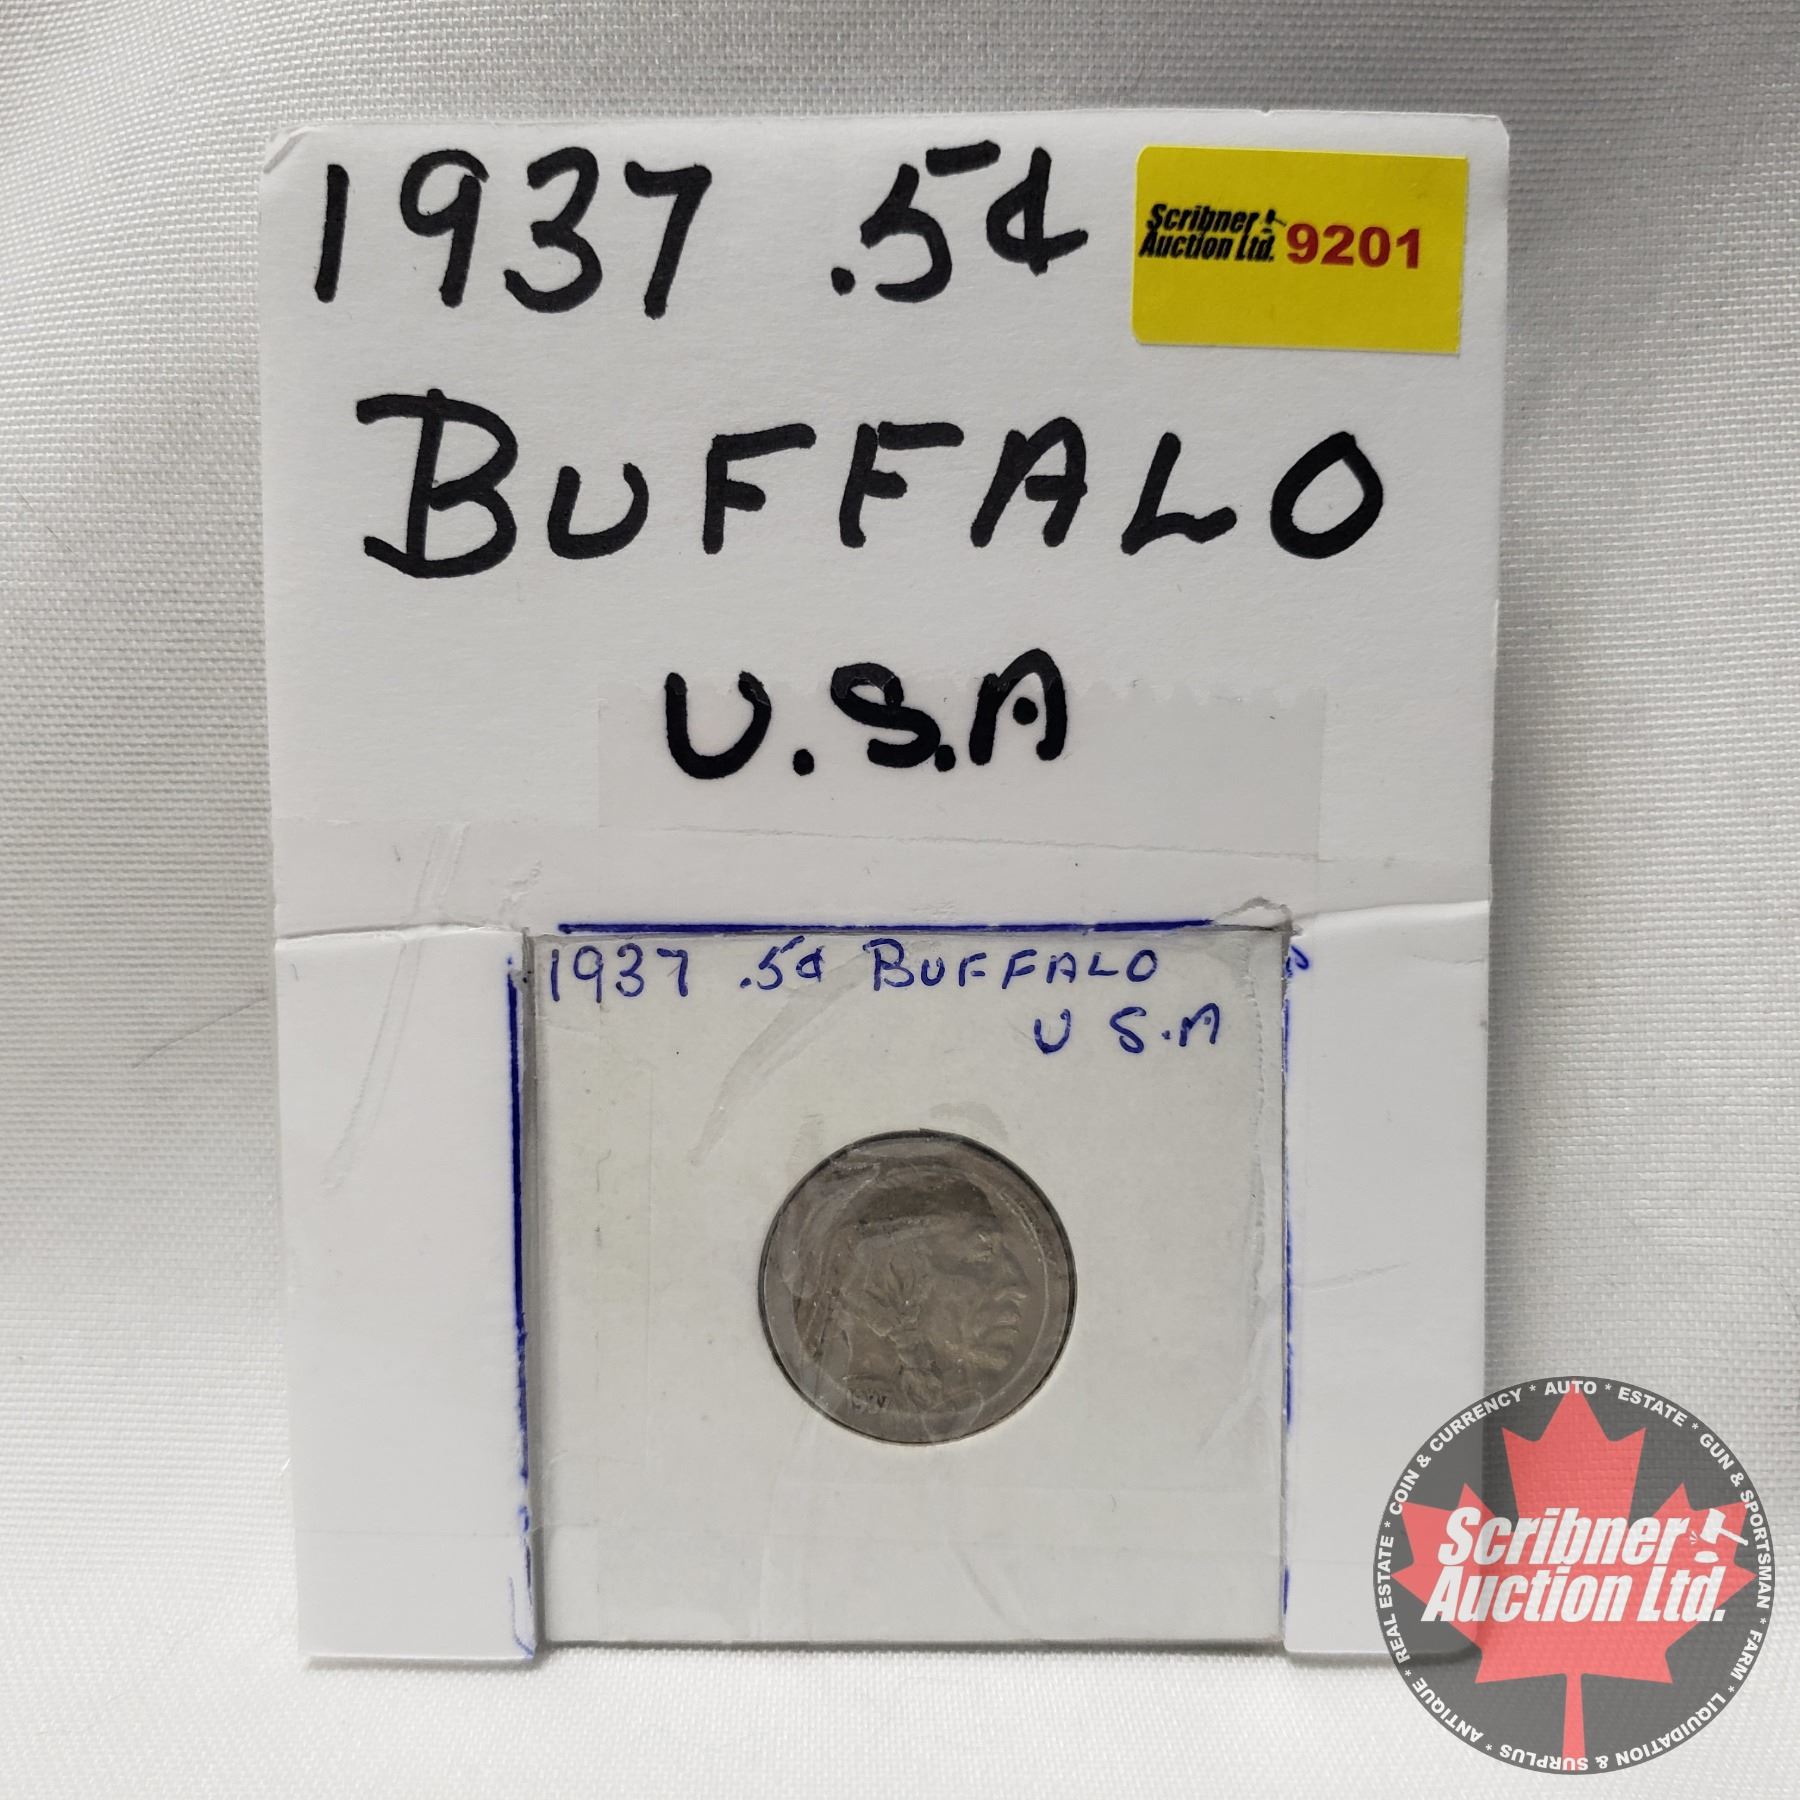 1937 .5¢
Scribner
Auction Ltd. 9201
BUFFALO
U.S.A
1937 .5¢ BUFFALO
U S.A
COIN & CURRENCY * AUTO * ESTATE * GUN & SPORTSMAN * FARM * LIQUIDATION & SURPLUS * ANTIQUE * REAL ESTATE *
Scribner
Auction Ltd.